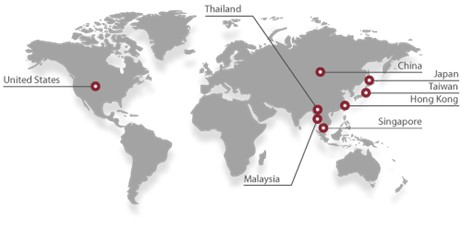 Thailand
China
United States
Japan
Taiwan
Hong Kong
Singapore
Malaysia